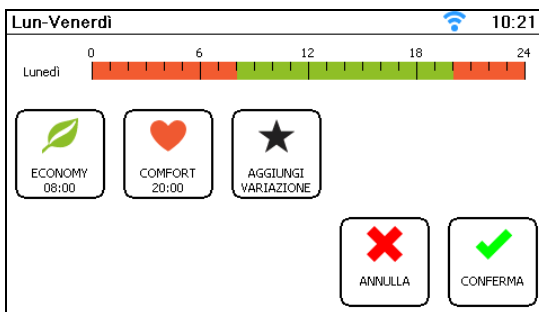 Lun-Venerdì 10:21
0 6 12 18 24
Lunedì
ECONOMY
08:00
COMFORT
20:00
AGGIUNGI
VARIAZIONE
ANNULLA
CONFERMA